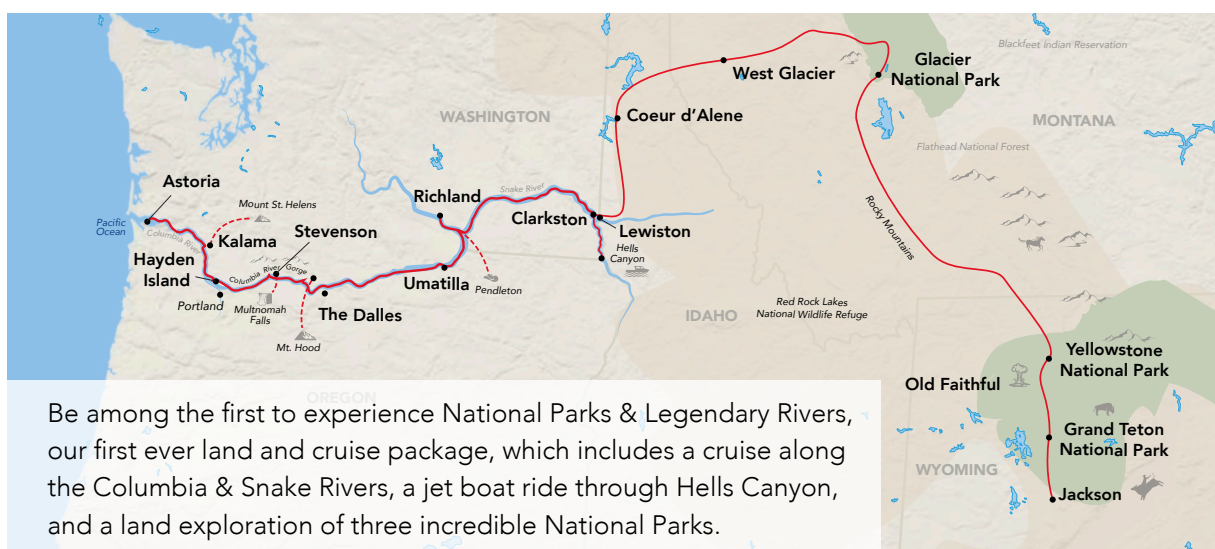 Blackfeet Indian Reservation
Glacier
National Park
West Glacier
WASHINGTON
Coeur d’Alene
MONTANA
Flathead National Forest
Astoria
Mount St. Helens
Richland
Snake River
Pacific
Ocean
Columbia River
Kalama
Stevenson
Clarkston
Lewiston
Rocky Mountains
Hells
Canyon
Hayden
Island
Columbia River Gorge
Umatilla
Pendleton
Portland
Multnomah
Falls
The Dalles
Mt. Hood
IDAHO
Red Rock Lakes
National Wildlife Refuge
Yellowstone
National Park
Old Faithful
OREGON
Grand Teton
National Park
WYOMING
Jackson
Be among the first to experience National Parks & Legendary Rivers,
our first ever land and cruise package, which includes a cruise along
the Columbia & Snake Rivers, a jet boat ride through Hells Canyon,
and a land exploration of three incredible National Parks.